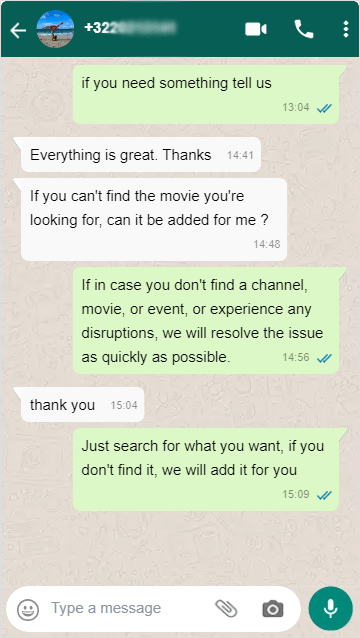 +322
if you need something tell us
13:04
Everything is great. Thanks 14:41
If you can't find the movie you're
looking for, can it be added for me ?
14:48
If in case you don't find a channel,
movie, or event, or experience any
disruptions, we will resolve the issue
as quickly as possible. 14:56
thank you 15:04
Just search for what you want, if you
don't find it, we will add it for you
15:09
Type a message